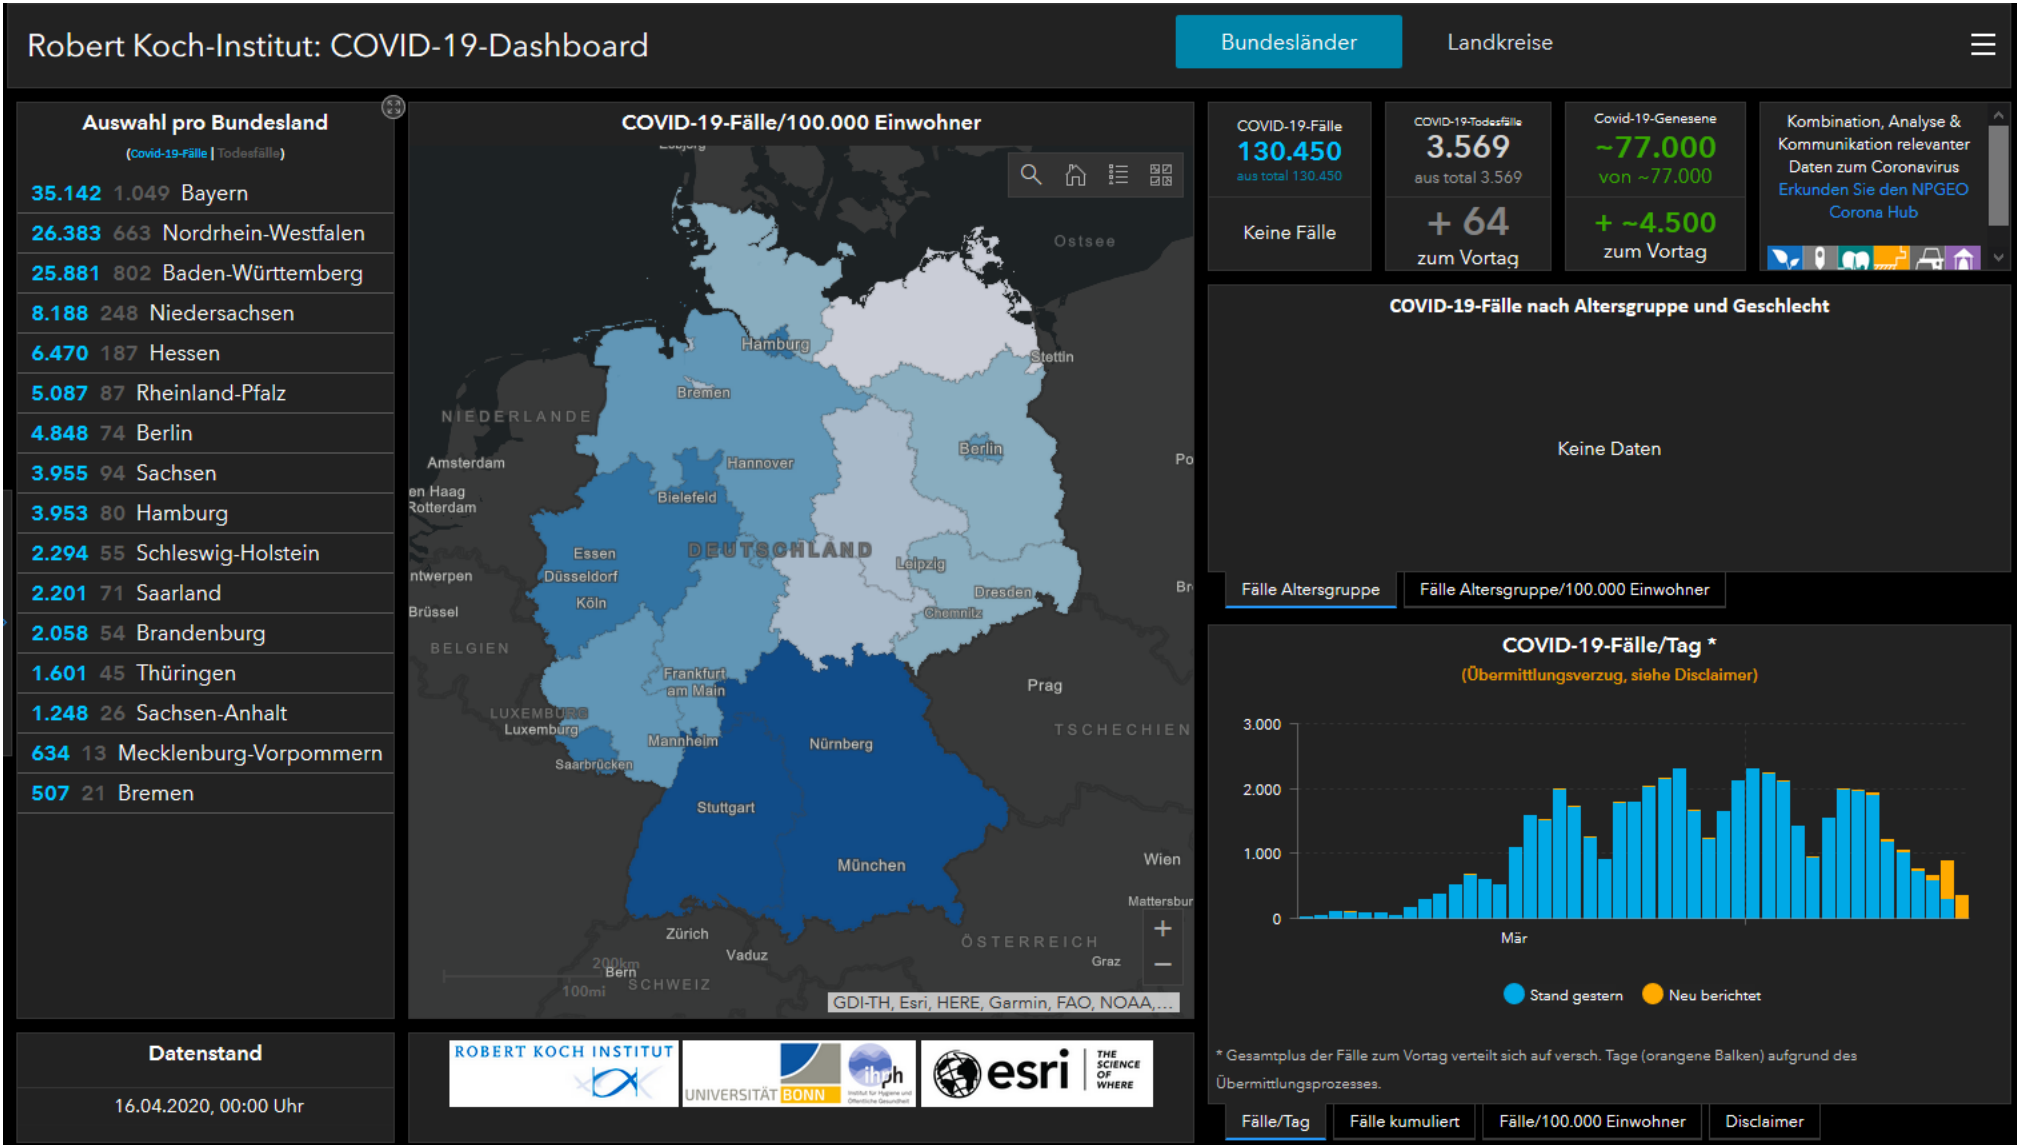 Robert Koch-Institut: COVID-19-Dashboard
Bundesländer
Landkreise
Auswahl pro Bundesland
(Covid-19-Fälle | Todesfälle)
35.142 1.049 Bayern
26.383 663 Nordrhein-Westfalen
25.881 802 Baden-Württemberg
8.188 248 Niedersachsen
6.470 187 Hessen
5.087 87 Rheinland-Pfalz
4.848 74 Berlin
3.955 94 Sachsen
3.953 80 Hamburg
2.294 55 Schleswig-Holstein
2.201 71 Saarland
2.058 54 Brandenburg
1.601 45 Thüringen
1.248 26 Sachsen-Anhalt
634 13 Mecklenburg-Vorpommern
507 21 Bremen
Datenstand
16.04.2020, 00:00 Uhr
COVID-19-Fälle/100.000 Einwohner
Ostsee
Hamburg
Stettin
Bremen
NIEDERLANDE
Berlin
Amsterdam
Hannover
Po
en Haag
Rotterdam
Bielefeld
DEUTSCHLAND
Essen
Leipzig
ntwerpen
Düsseldorf
Dresden
Br
Köln
Brüssel
Chemnitz
BELGIEN
Frankfurt
am Main
Prag
LUXEMBURG
Luxemburg
TSCHECHIEN
Mannheim
Nürnberg
Saarbrücken
Stuttgart
München
Wien
Mattersbur
Zürich
Vaduz
ÖSTERREICH
Graz
200km
Bern
SCHWEIZ
100mi
+
−
GDI-TH, Esri, HERE, Garmin, FAO, NOAA,...
ROBERT KOCH INSTITUT
UNIVERSITÄT BONN
ihph
Institut für Hygiene und
Öffentliche Gesundheit
esri
THE
SCIENCE
OF
WHERE
COVID-19-Fälle
130.450
aus total 130.450
Keine Fälle
COVID-19-Todesfälle
3.569
aus total 3.569
+ 64
zum Vortag
Covid-19-Genesene
~77.000
von ~77.000
+ ~4.500
zum Vortag
Kombination, Analyse &
Kommunikation relevanter
Daten zum Coronavirus
Erkunden Sie den NPGEO
Corona Hub
COVID-19-Fälle nach Altersgruppe und Geschlecht
Keine Daten
Fälle Altersgruppe
Fälle Altersgruppe/100.000 Einwohner
COVID-19-Fälle/Tag *
(Übermittlungsverzug, siehe Disclaimer)
3.000
2.000
1.000
0
Mär
Stand gestern
Neu berichtet
* Gesamtplus der Fälle zum Vortag verteilt sich auf versch. Tage (orangene Balken) aufgrund des
Übermittlungsprozesses.
Fälle/Tag
Fälle kumuliert
Fälle/100.000 Einwohner
Disclaimer